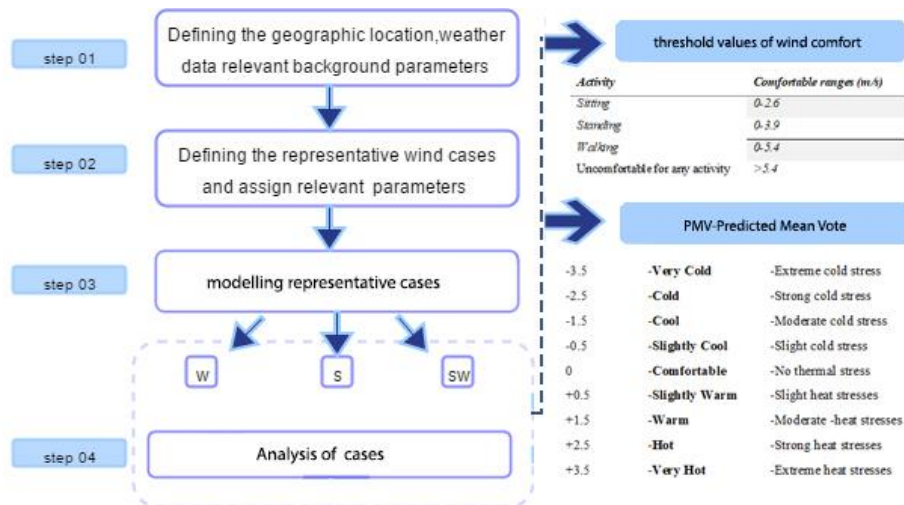 step 01
Defining the geographic location,weather
data relevant background parameters
step 02
Defining the representative wind cases
and assign relevant parameters
step 03
modelling representative cases
W
S
SW
step 04
Analysis of cases
threshold values of wind comfort
Activity Comfortable ranges (m/s)
Sitting 0-2.6
Standing 0-3.9
Walking 0-5.4
Uncomfortable for any activity >5.4
PMV-Predicted Mean Vote
-3.5 -Very Cold -Extreme cold stress
-2.5 -Cold -Strong cold stress
-1.5 -Cool -Moderate cold stress
-0.5 -Slightly Cool -Slight cold stress
0 -Comfortable -No thermal stress
+0.5 -Slightly Warm -Slight heat stresses
+1.5 -Warm -Moderate -heat stresses
+2.5 -Hot -Strong heat stresses
+3.5 -Very Hot -Extreme heat stresses